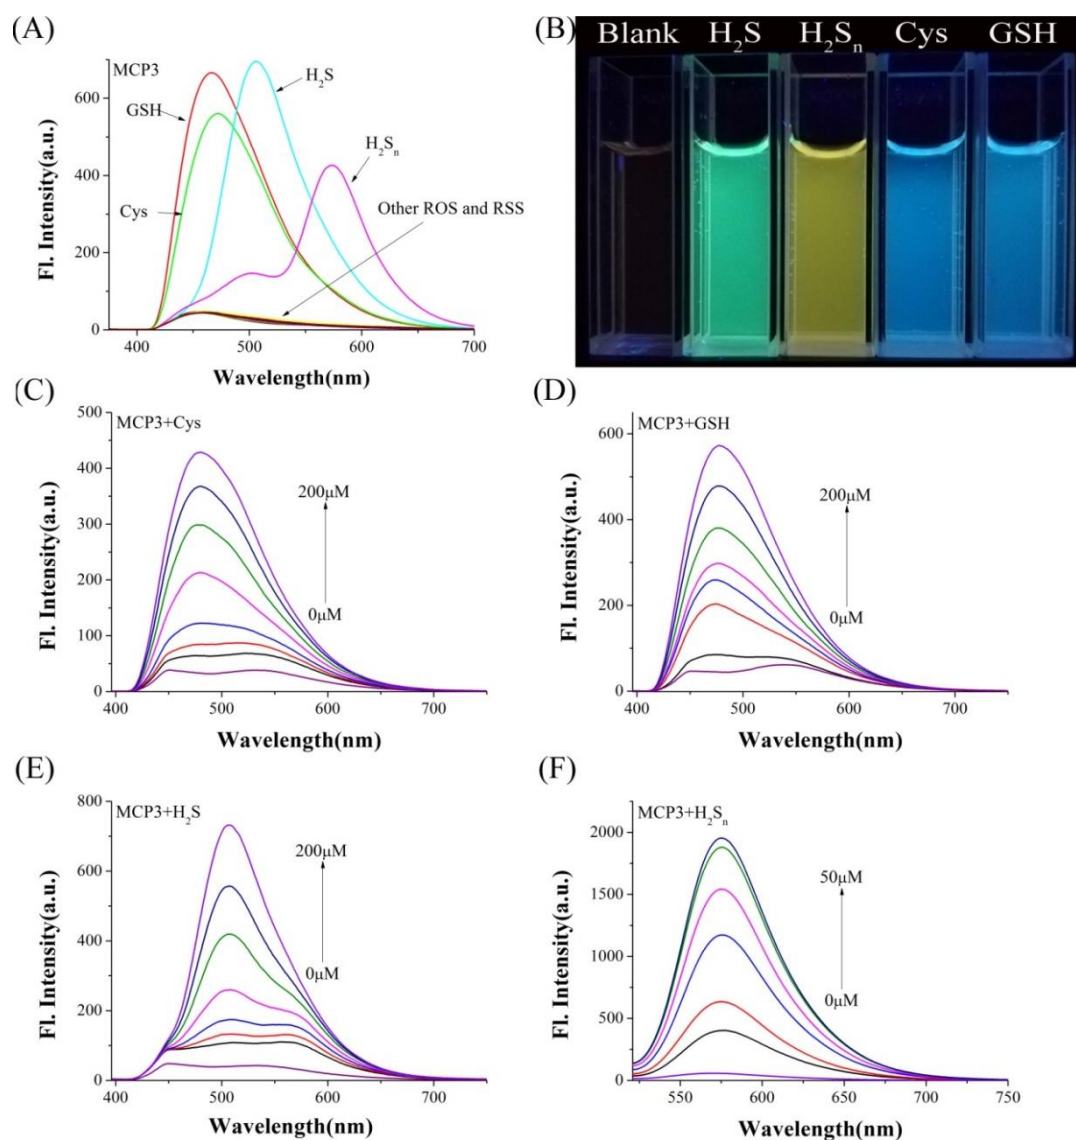 (A)
MCP3
GSH
Cys
H₂S
H₂Sₙ
Other ROS and RSS
Fl. Intensity(a.u.)
0
200
400
600
400
500
600
700
Wavelength(nm)
(B)
Blank H₂S H₂Sₙ Cys GSH
(C)
MCP3+Cys
200μM
0μM
Fl. Intensity(a.u.)
0
100
200
300
400
500
400
500
600
700
Wavelength(nm)
(D)
MCP3+GSH
200μM
0μM
Fl. Intensity(a.u.)
0
200
400
600
400
500
600
700
Wavelength(nm)
(E)
MCP3+H₂S
200μM
0μM
Fl. Intensity(a.u.)
0
200
400
600
800
400
500
600
700
Wavelength(nm)
(F)
MCP3+H₂Sₙ
50μM
0μM
Fl. Intensity(a.u.)
0
500
1000
1500
2000
550
600
650
700
750
Wavelength(nm)